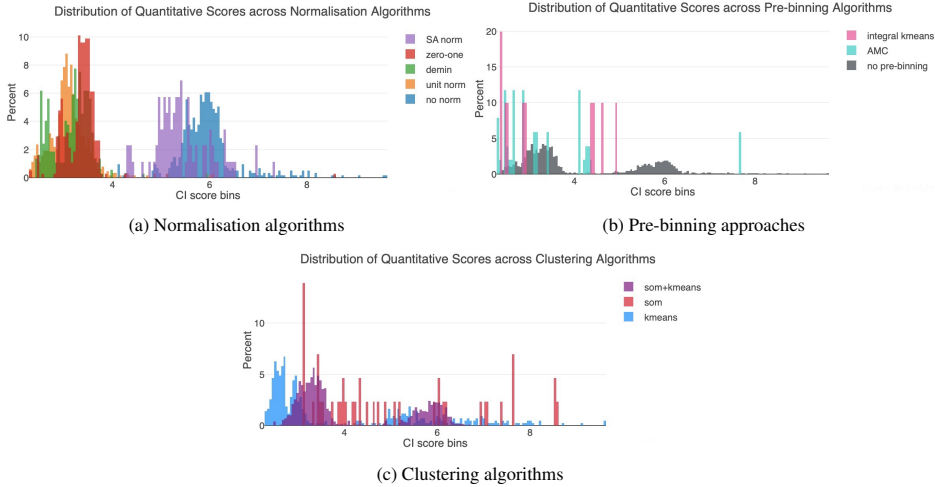 Distribution of Quantitative Scores across Normalisation Algorithms
10
8
6
4
2
0
Percent
4
6
8
CI score bins
SA norm
zero-one
demin
unit norm
no norm
(a) Normalisation algorithms
Distribution of Quantitative Scores across Pre-binning Algorithms
20
15
10
5
0
Percent
4
6
8
CI score bins
integral kmeans
AMC
no pre-binning
(b) Pre-binning approaches
Distribution of Quantitative Scores across Clustering Algorithms
10
5
0
Percent
4
6
8
CI score bins
som+kmeans
som
kmeans
(c) Clustering algorithms